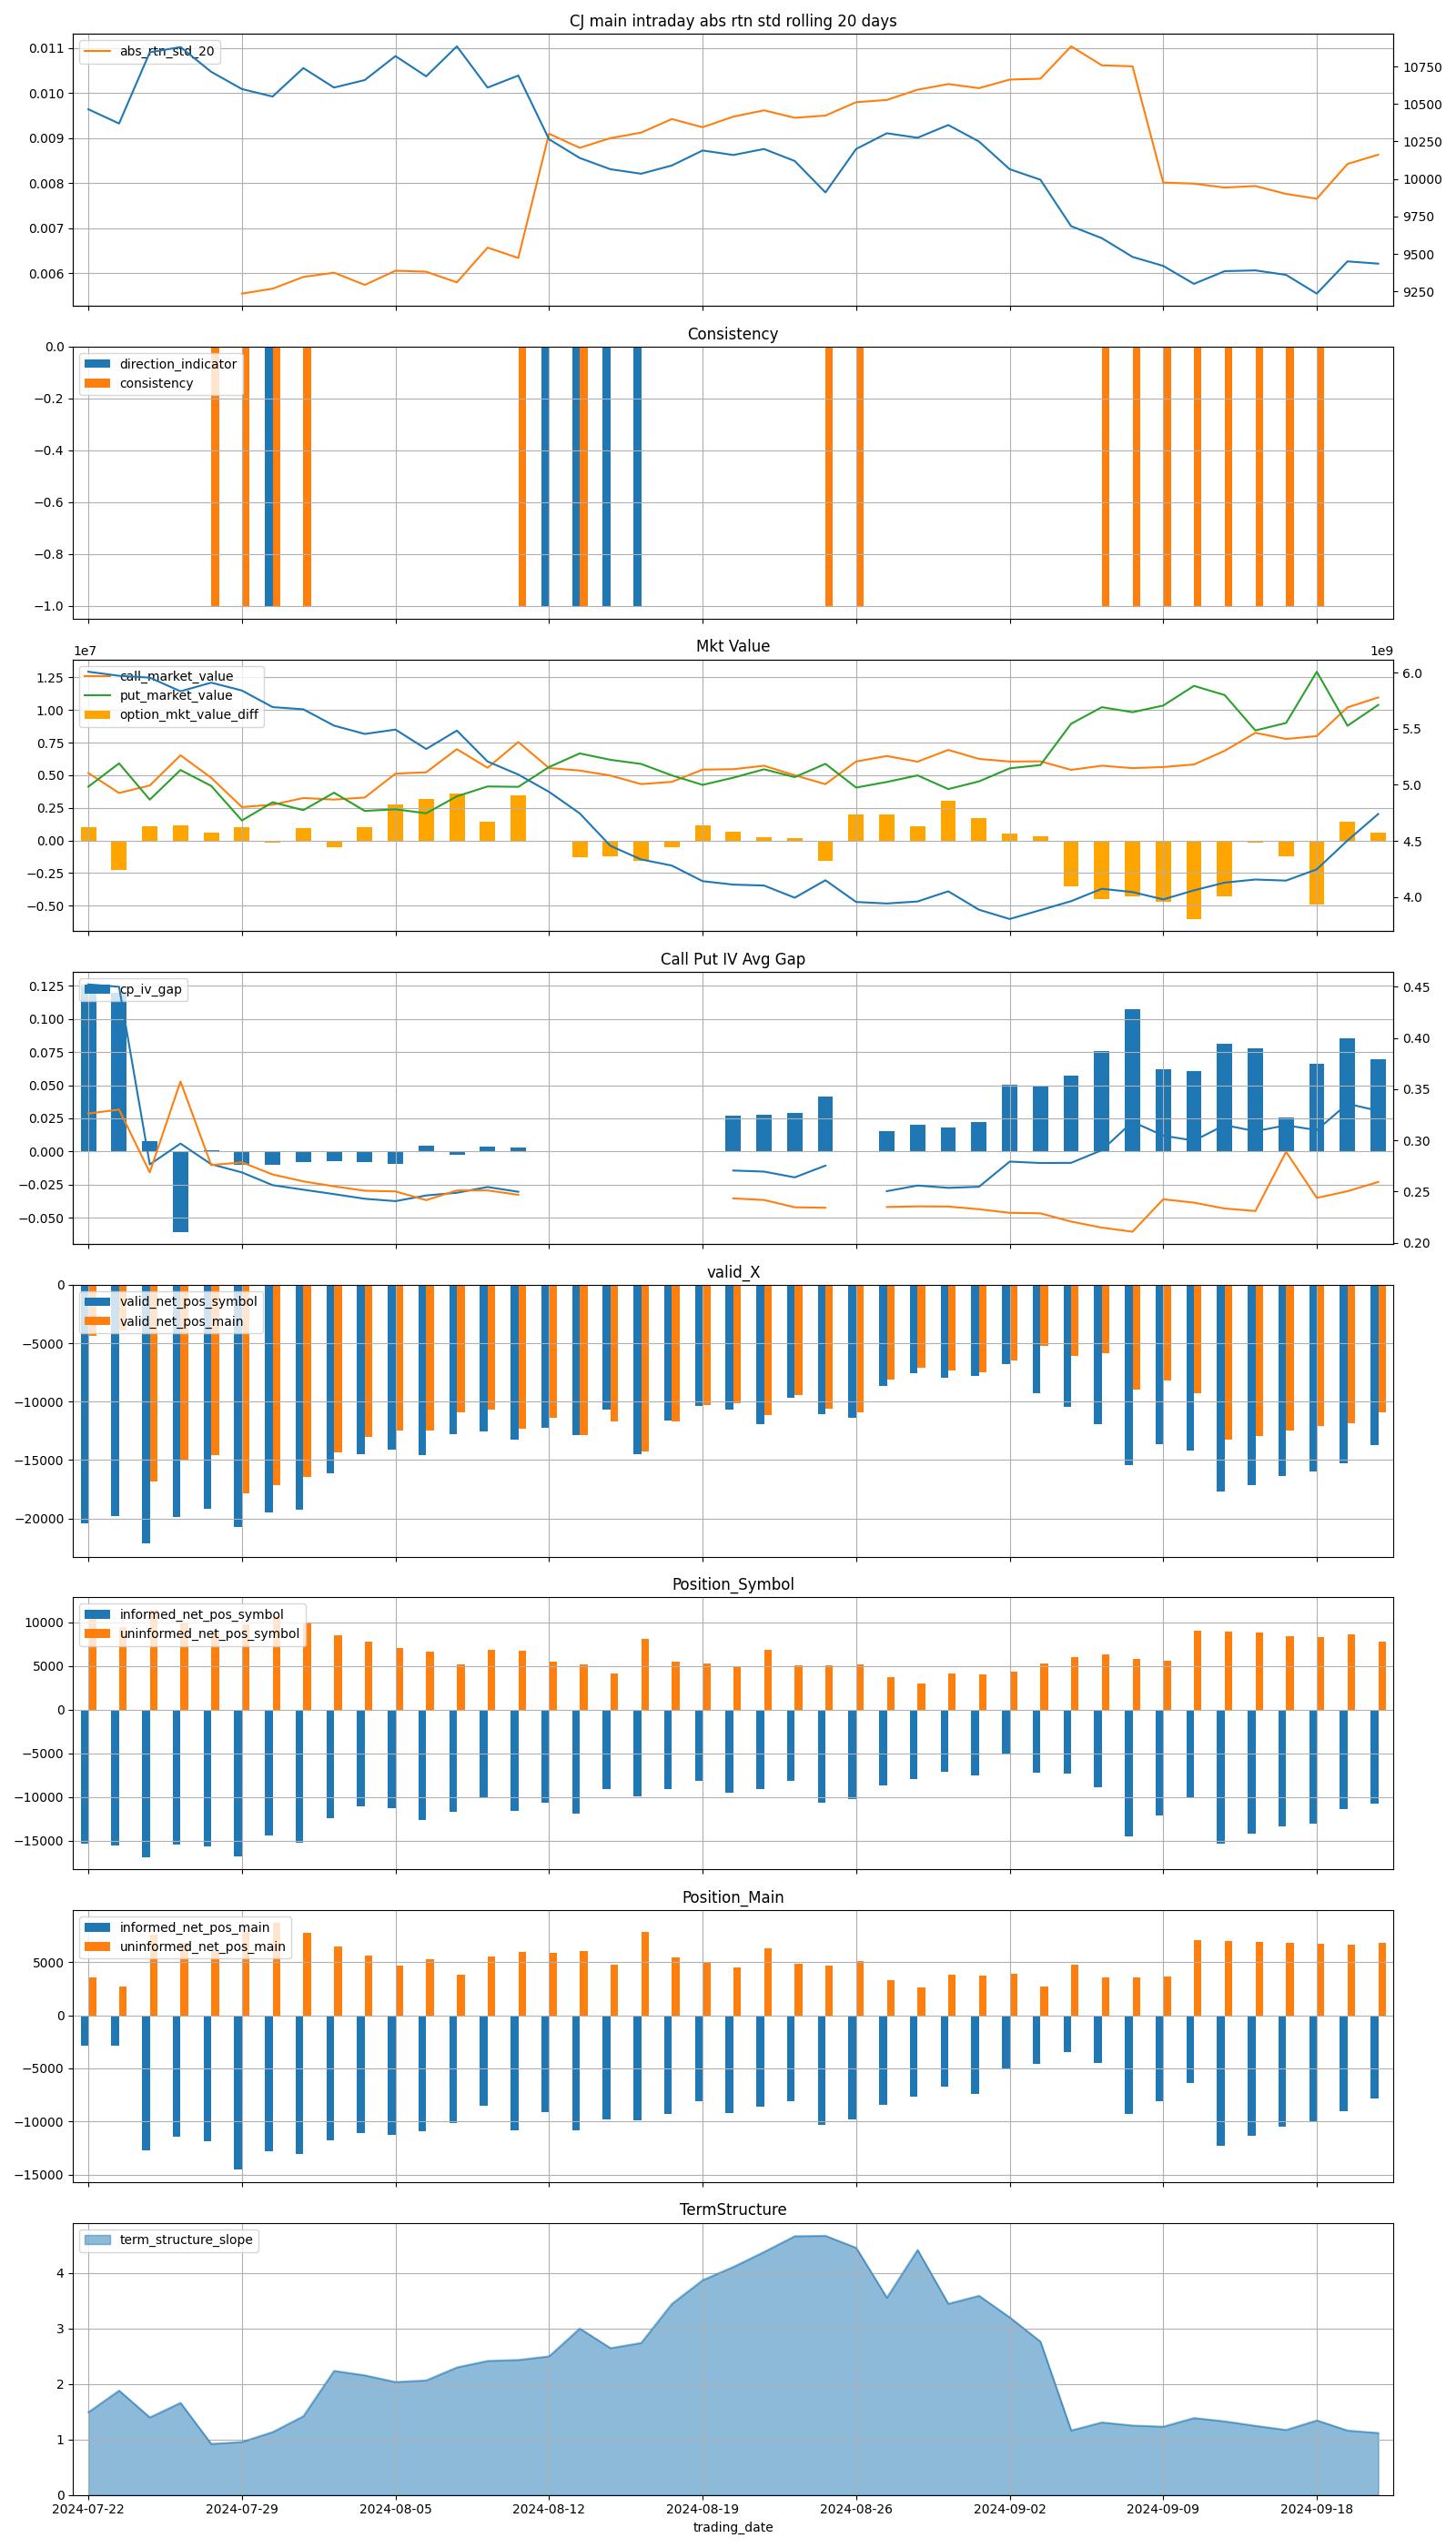 CJ main intraday abs rtn std rolling 20 days
abs_rtn_std_20
0.011
0.010
0.009
0.008
0.007
0.006
10750
10500
10250
10000
9750
9500
9250
Consistency
direction_indicator
consistency
0.0
−0.2
−0.4
−0.6
−0.8
−1.0
Mkt Value
1e7
1e9
call_market_value
put_market_value
option_mkt_value_diff
1.25
1.00
0.75
0.50
0.25
0.00
−0.25
−0.50
6.0
5.5
5.0
4.5
4.0
Call Put IV Avg Gap
cp_iv_gap
0.125
0.100
0.075
0.050
0.025
0.000
−0.025
−0.050
0.45
0.40
0.35
0.30
0.25
0.20
valid_X
valid_net_pos_symbol
valid_net_pos_main
0
−5000
−10000
−15000
−20000
Position_Symbol
informed_net_pos_symbol
uninformed_net_pos_symbol
10000
5000
0
−5000
−10000
−15000
Position_Main
informed_net_pos_main
uninformed_net_pos_main
5000
0
−5000
−10000
−15000
TermStructure
term_structure_slope
4
3
2
1
0
2024-07-22 2024-07-29 2024-08-05 2024-08-12 2024-08-19 2024-08-26 2024-09-02 2024-09-09 2024-09-18
trading_date